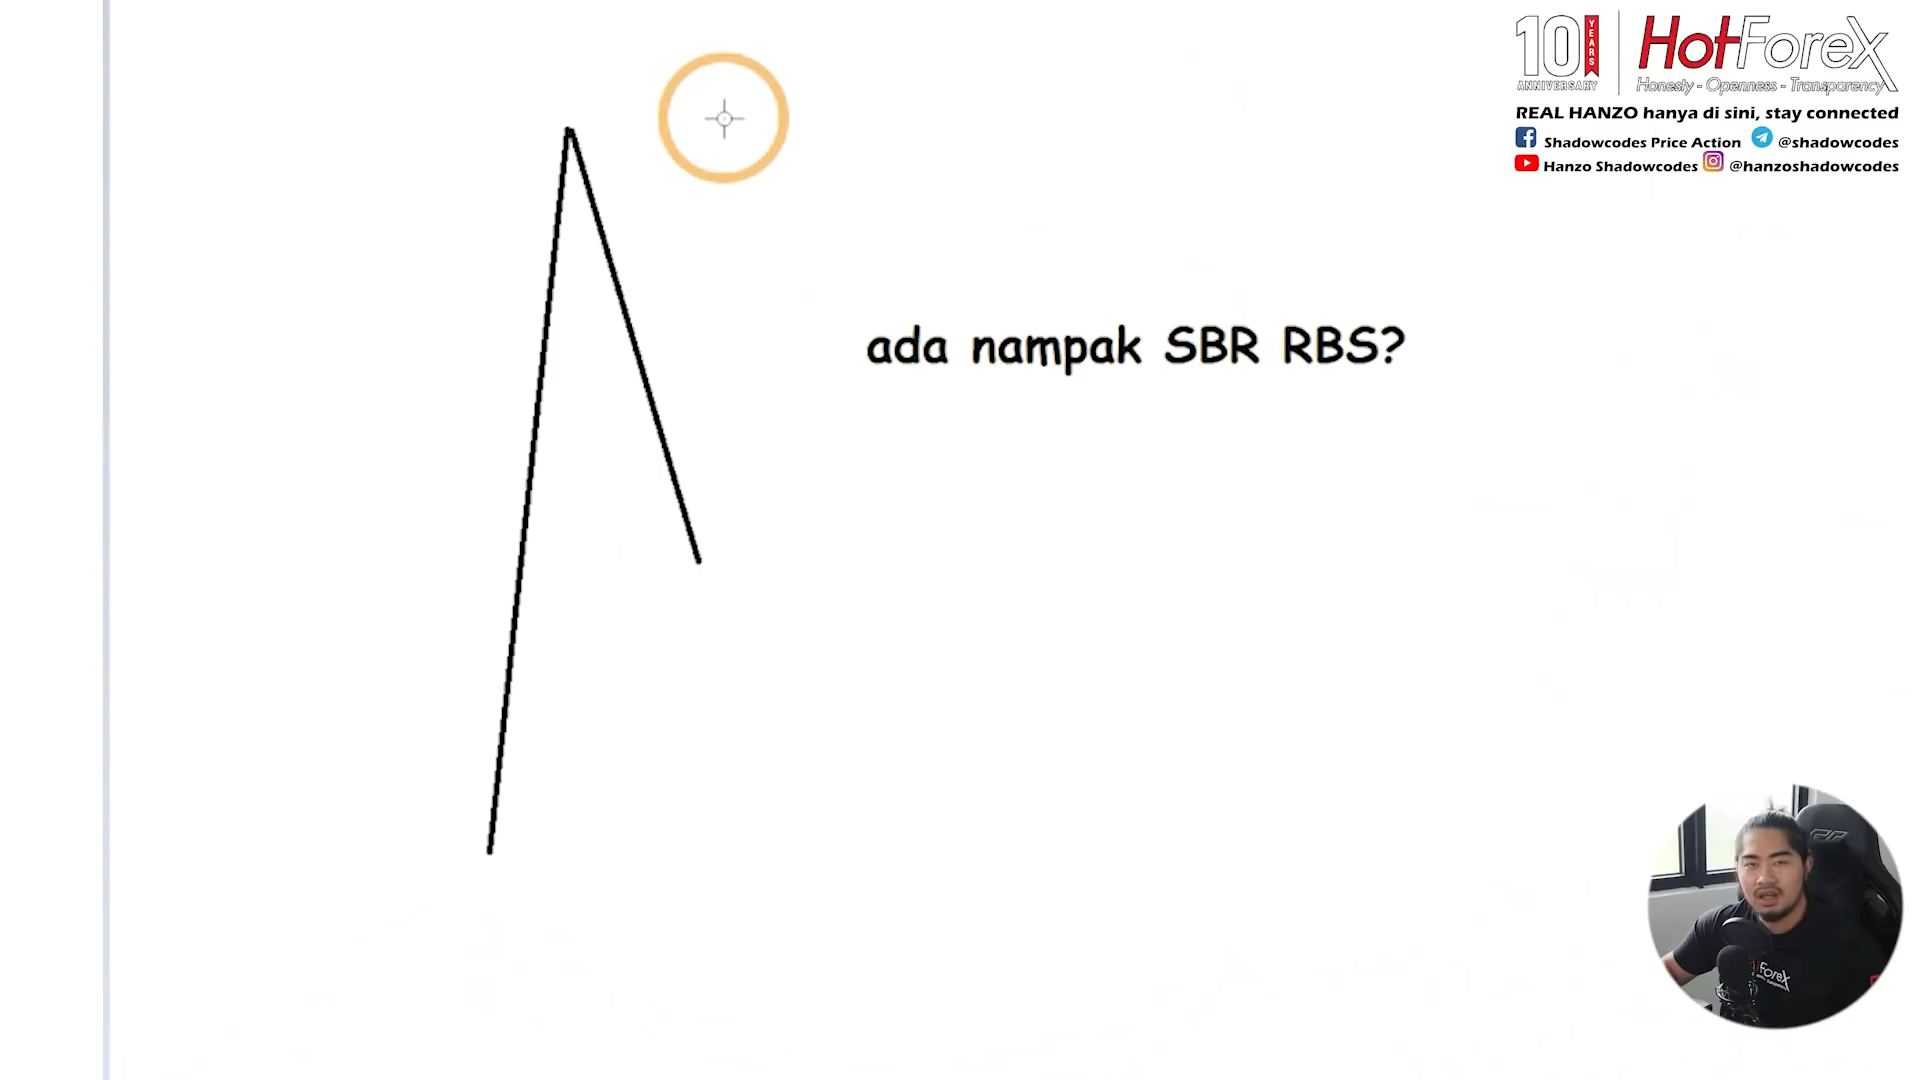 10 YEARS
ANNIVERSARY
HotForex
Honesty - Openness - Transparency
REAL HANZO hanya di sini, stay connected
Shadowcodes Price Action @shadowcodes
Hanzo Shadowcodes @hanzoshadowcodes
ada nampak SBR RBS?
Forex